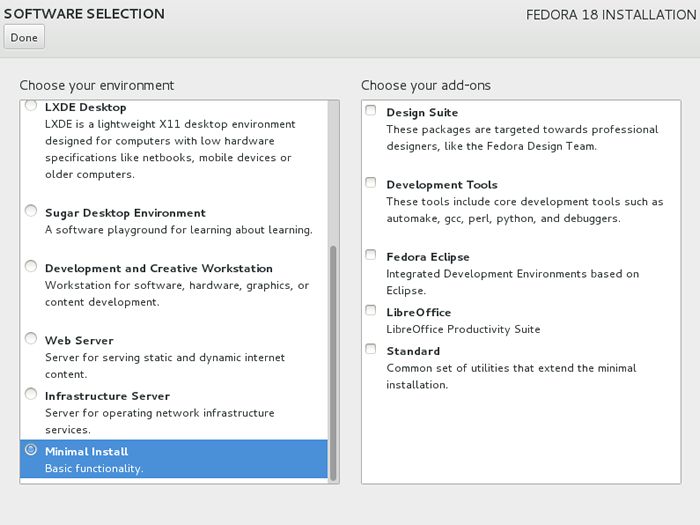 SOFTWARE SELECTION
FEDORA 18 INSTALLATION
Done
Choose your environment
LXDE Desktop
LXDE is a lightweight X11 desktop environment
designed for computers with low hardware
specifications like netbooks, mobile devices or
older computers.
Sugar Desktop Environment
A software playground for learning about learning.
Development and Creative Workstation
Workstation for software, hardware, graphics, or
content development.
Web Server
Server for serving static and dynamic internet
content.
Infrastructure Server
Server for operating network infrastructure
services.
Minimal Install
Basic functionality.
Choose your add-ons
Design Suite
These packages are targeted towards professional
designers, like the Fedora Design Team.
Development Tools
These tools include core development tools such as
automake, gcc, perl, python, and debuggers.
Fedora Eclipse
Integrated Development Environments based on
Eclipse.
LibreOffice
LibreOffice Productivity Suite
Standard
Common set of utilities that extend the minimal
installation.